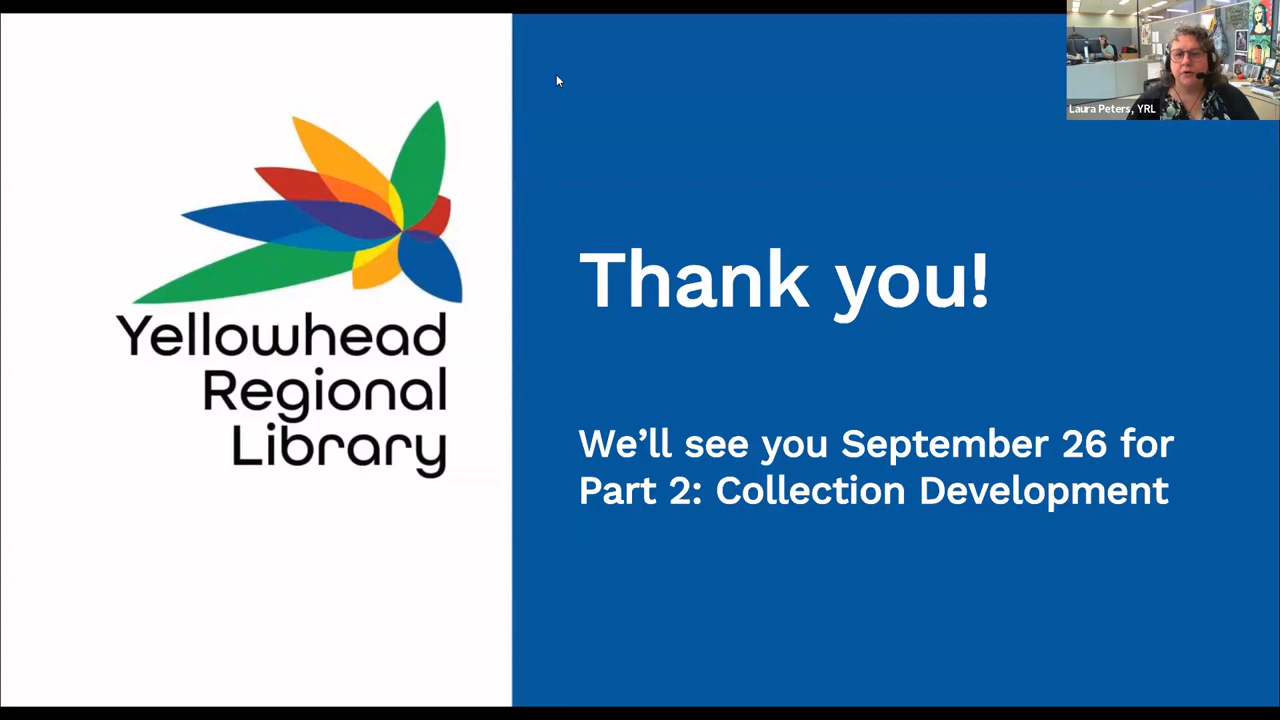 Laura Peters, YRL
Yellowhead
Regional
Library
Thank you!
We’ll see you September 26 for
Part 2: Collection Development